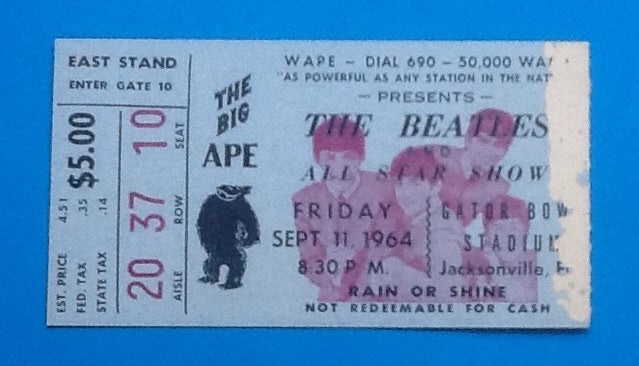 EAST STAND
ENTER GATE 10
EST. PRICE 4.51
FED. TAX .35
STATE TAX .14
$5.00
20 37 10
AISLE ROW SEAT
THE
BIG
APE
WAPE – DIAL 690 – 50,000 WA
"AS POWERFUL AS ANY STATION IN THE NAT
– PRESENTS –
THE BEATLES
AND
ALL STAR SHOW
FRIDAY
SEPT 11, 1964
8:30 P.M.
GATOR BOW
STADIUM
Jacksonville, F
RAIN OR SHINE
NOT REDEEMABLE FOR CASH